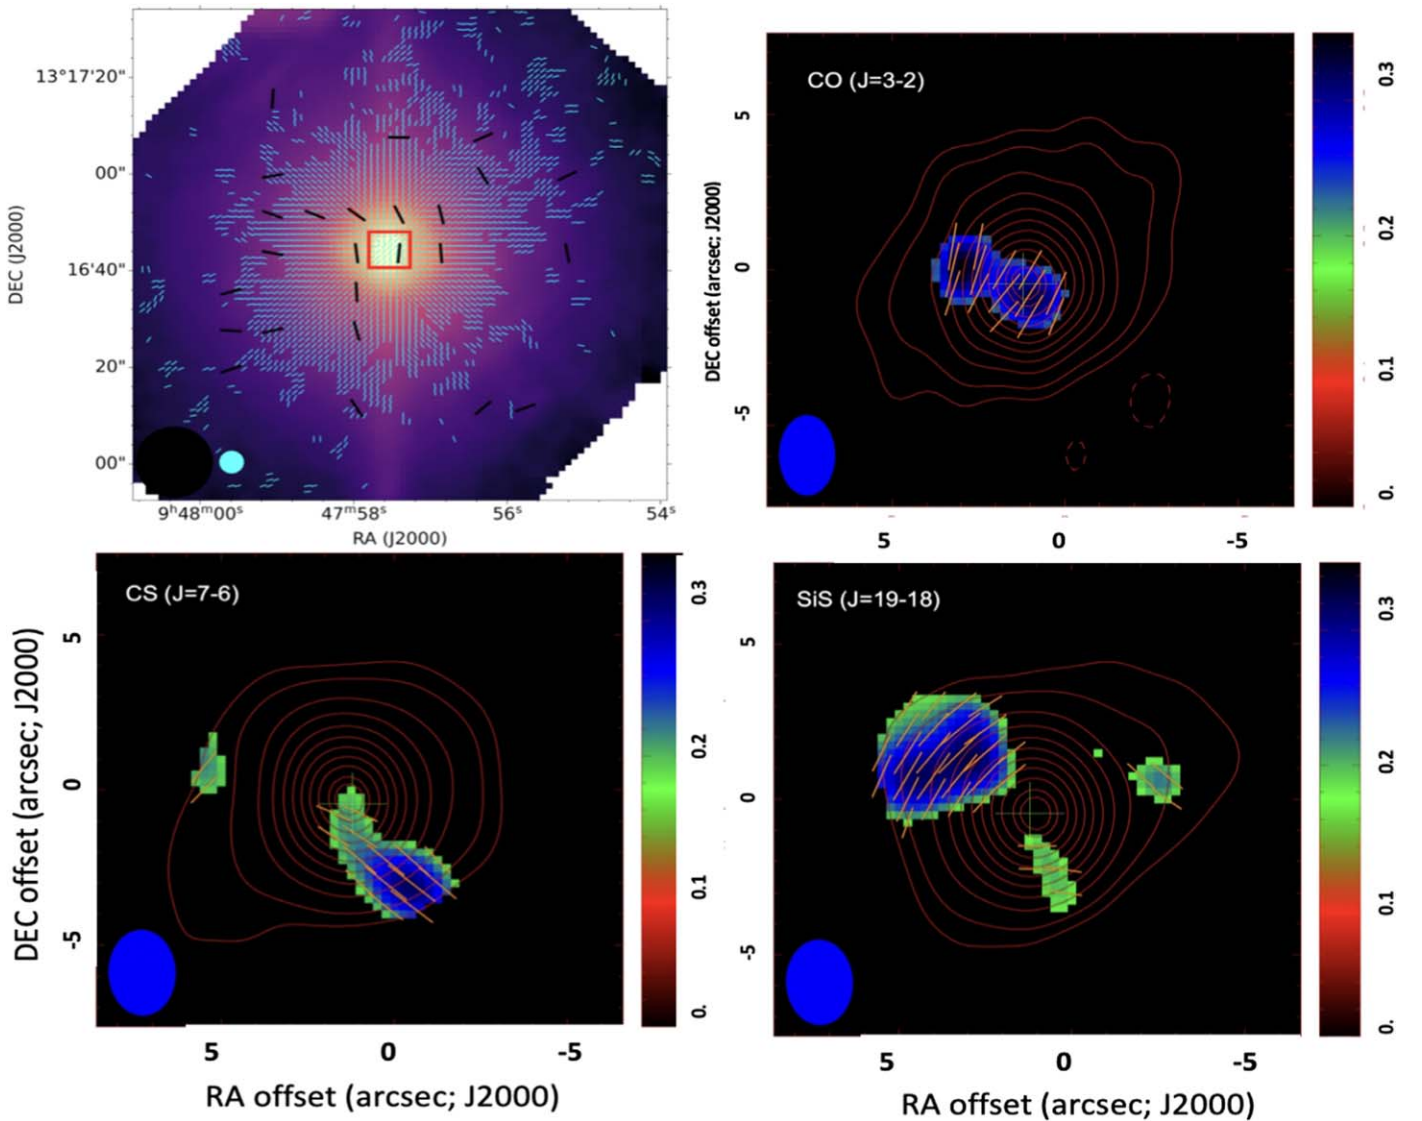 13°17'20"
00"
16'40"
20"
00"
DEC (J2000)
9ʰ48ᵐ00ˢ 47ᵐ58ˢ 56ˢ 54ˢ
RA (J2000)
CO (J=3-2)
5
0
-5
DEC offset (arcsec; J2000)
5 0 -5
0.3
0.2
0.1
0.
CS (J=7-6)
5
0
-5
DEC offset (arcsec; J2000)
5 0 -5
RA offset (arcsec; J2000)
0.3
0.2
0.1
0.
SiS (J=19-18)
5
0
-5
5 0 -5
RA offset (arcsec; J2000)
0.3
0.2
0.1
0.